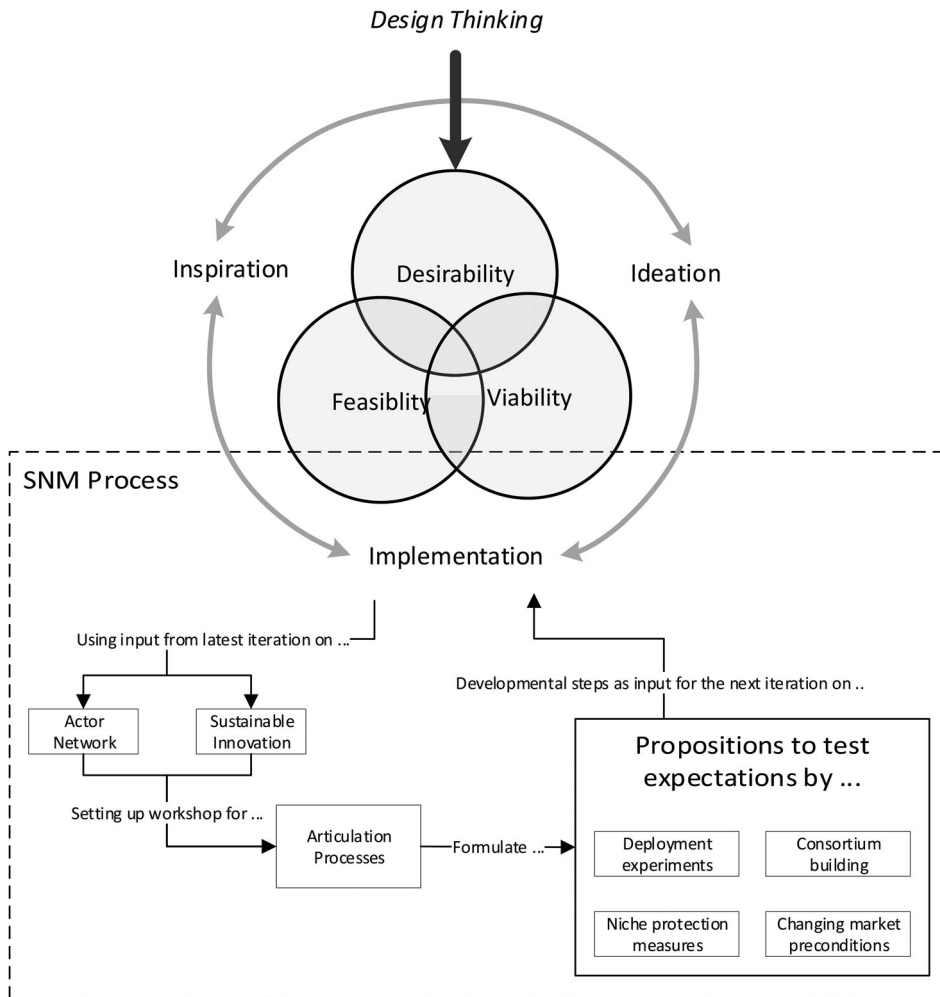 Design Thinking
Inspiration
Desirability
Ideation
Feasiblity
Viability
SNM Process
Implementation
Using input from latest iteration on ...
Developmental steps as input for the next iteration on ..
Actor
Network
Sustainable
Innovation
Propositions to test
expectations by ...
Setting up workshop for ...
Articulation
Processes
Formulate ...
Deployment
experiments
Consortium
building
Niche protection
measures
Changing market
preconditions